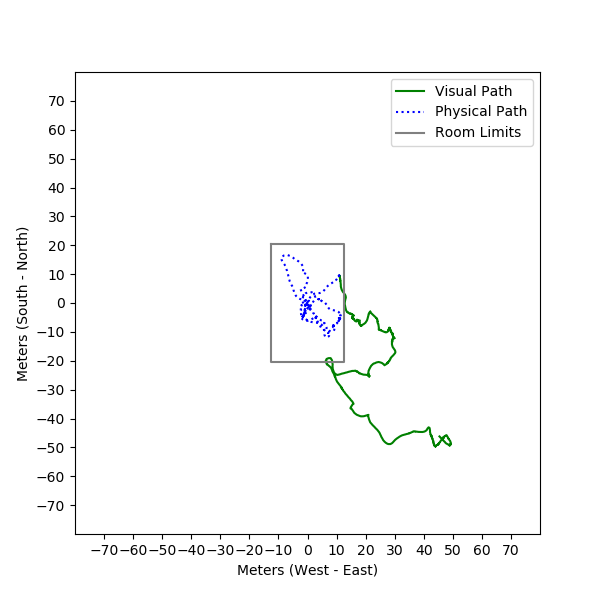 Visual Path
Physical Path
Room Limits
70
60
50
40
30
20
10
0
−10
−20
−30
−40
−50
−60
−70
Meters (South - North)
−70−60−50−40−30−20−10 0 10 20 30 40 50 60 70
Meters (West - East)